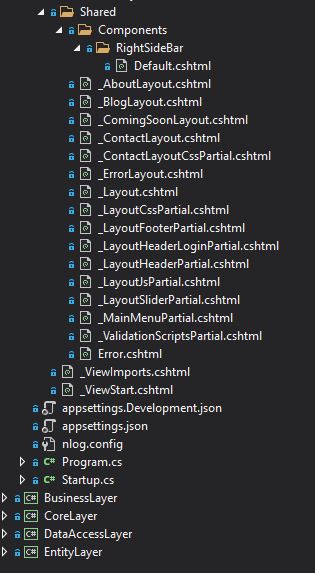 Shared
Components
RightSideBar
Default.cshtml
_AboutLayout.cshtml
_BlogLayout.cshtml
_ComingSoonLayout.cshtml
_ContactLayout.cshtml
_ContactLayoutCssPartial.cshtml
_ErrorLayout.cshtml
_Layout.cshtml
_LayoutCssPartial.cshtml
_LayoutFooterPartial.cshtml
_LayoutHeaderLoginPartial.cshtml
_LayoutHeaderPartial.cshtml
_LayoutJsPartial.cshtml
_LayoutSliderPartial.cshtml
_MainMenuPartial.cshtml
_ValidationScriptsPartial.cshtml
Error.cshtml
_ViewImports.cshtml
_ViewStart.cshtml
appsettings.Development.json
appsettings.json
nlog.config
C# Program.cs
C# Startup.cs
C# BusinessLayer
C# CoreLayer
C# DataAccessLayer
C# EntityLayer